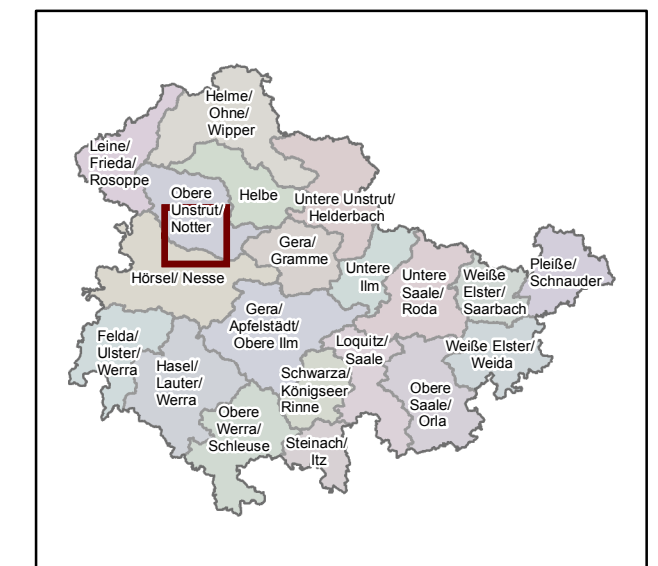 Helme/
Ohne/
Wipper
Leine/
Frieda/
Rosoppe
Obere
Unstrut/
Notter
Helbe
Untere Unstrut/
Helderbach
Gera/
Gramme
Hörsel/ Nesse
Untere
Ilm
Untere
Saale/
Roda
Weiße
Elster/
Saarbach
Pleiße/
Schnauder
Gera/
Apfelstädt/
Obere Ilm
Felda/
Ulster/
Werra
Hasel/
Lauter/
Werra
Loquitz/
Saale
Weiße Elster/
Weida
Schwarza/
Königseer
Rinne
Obere
Saale/
Orla
Obere
Werra/
Schleuse
Steinach/
Itz